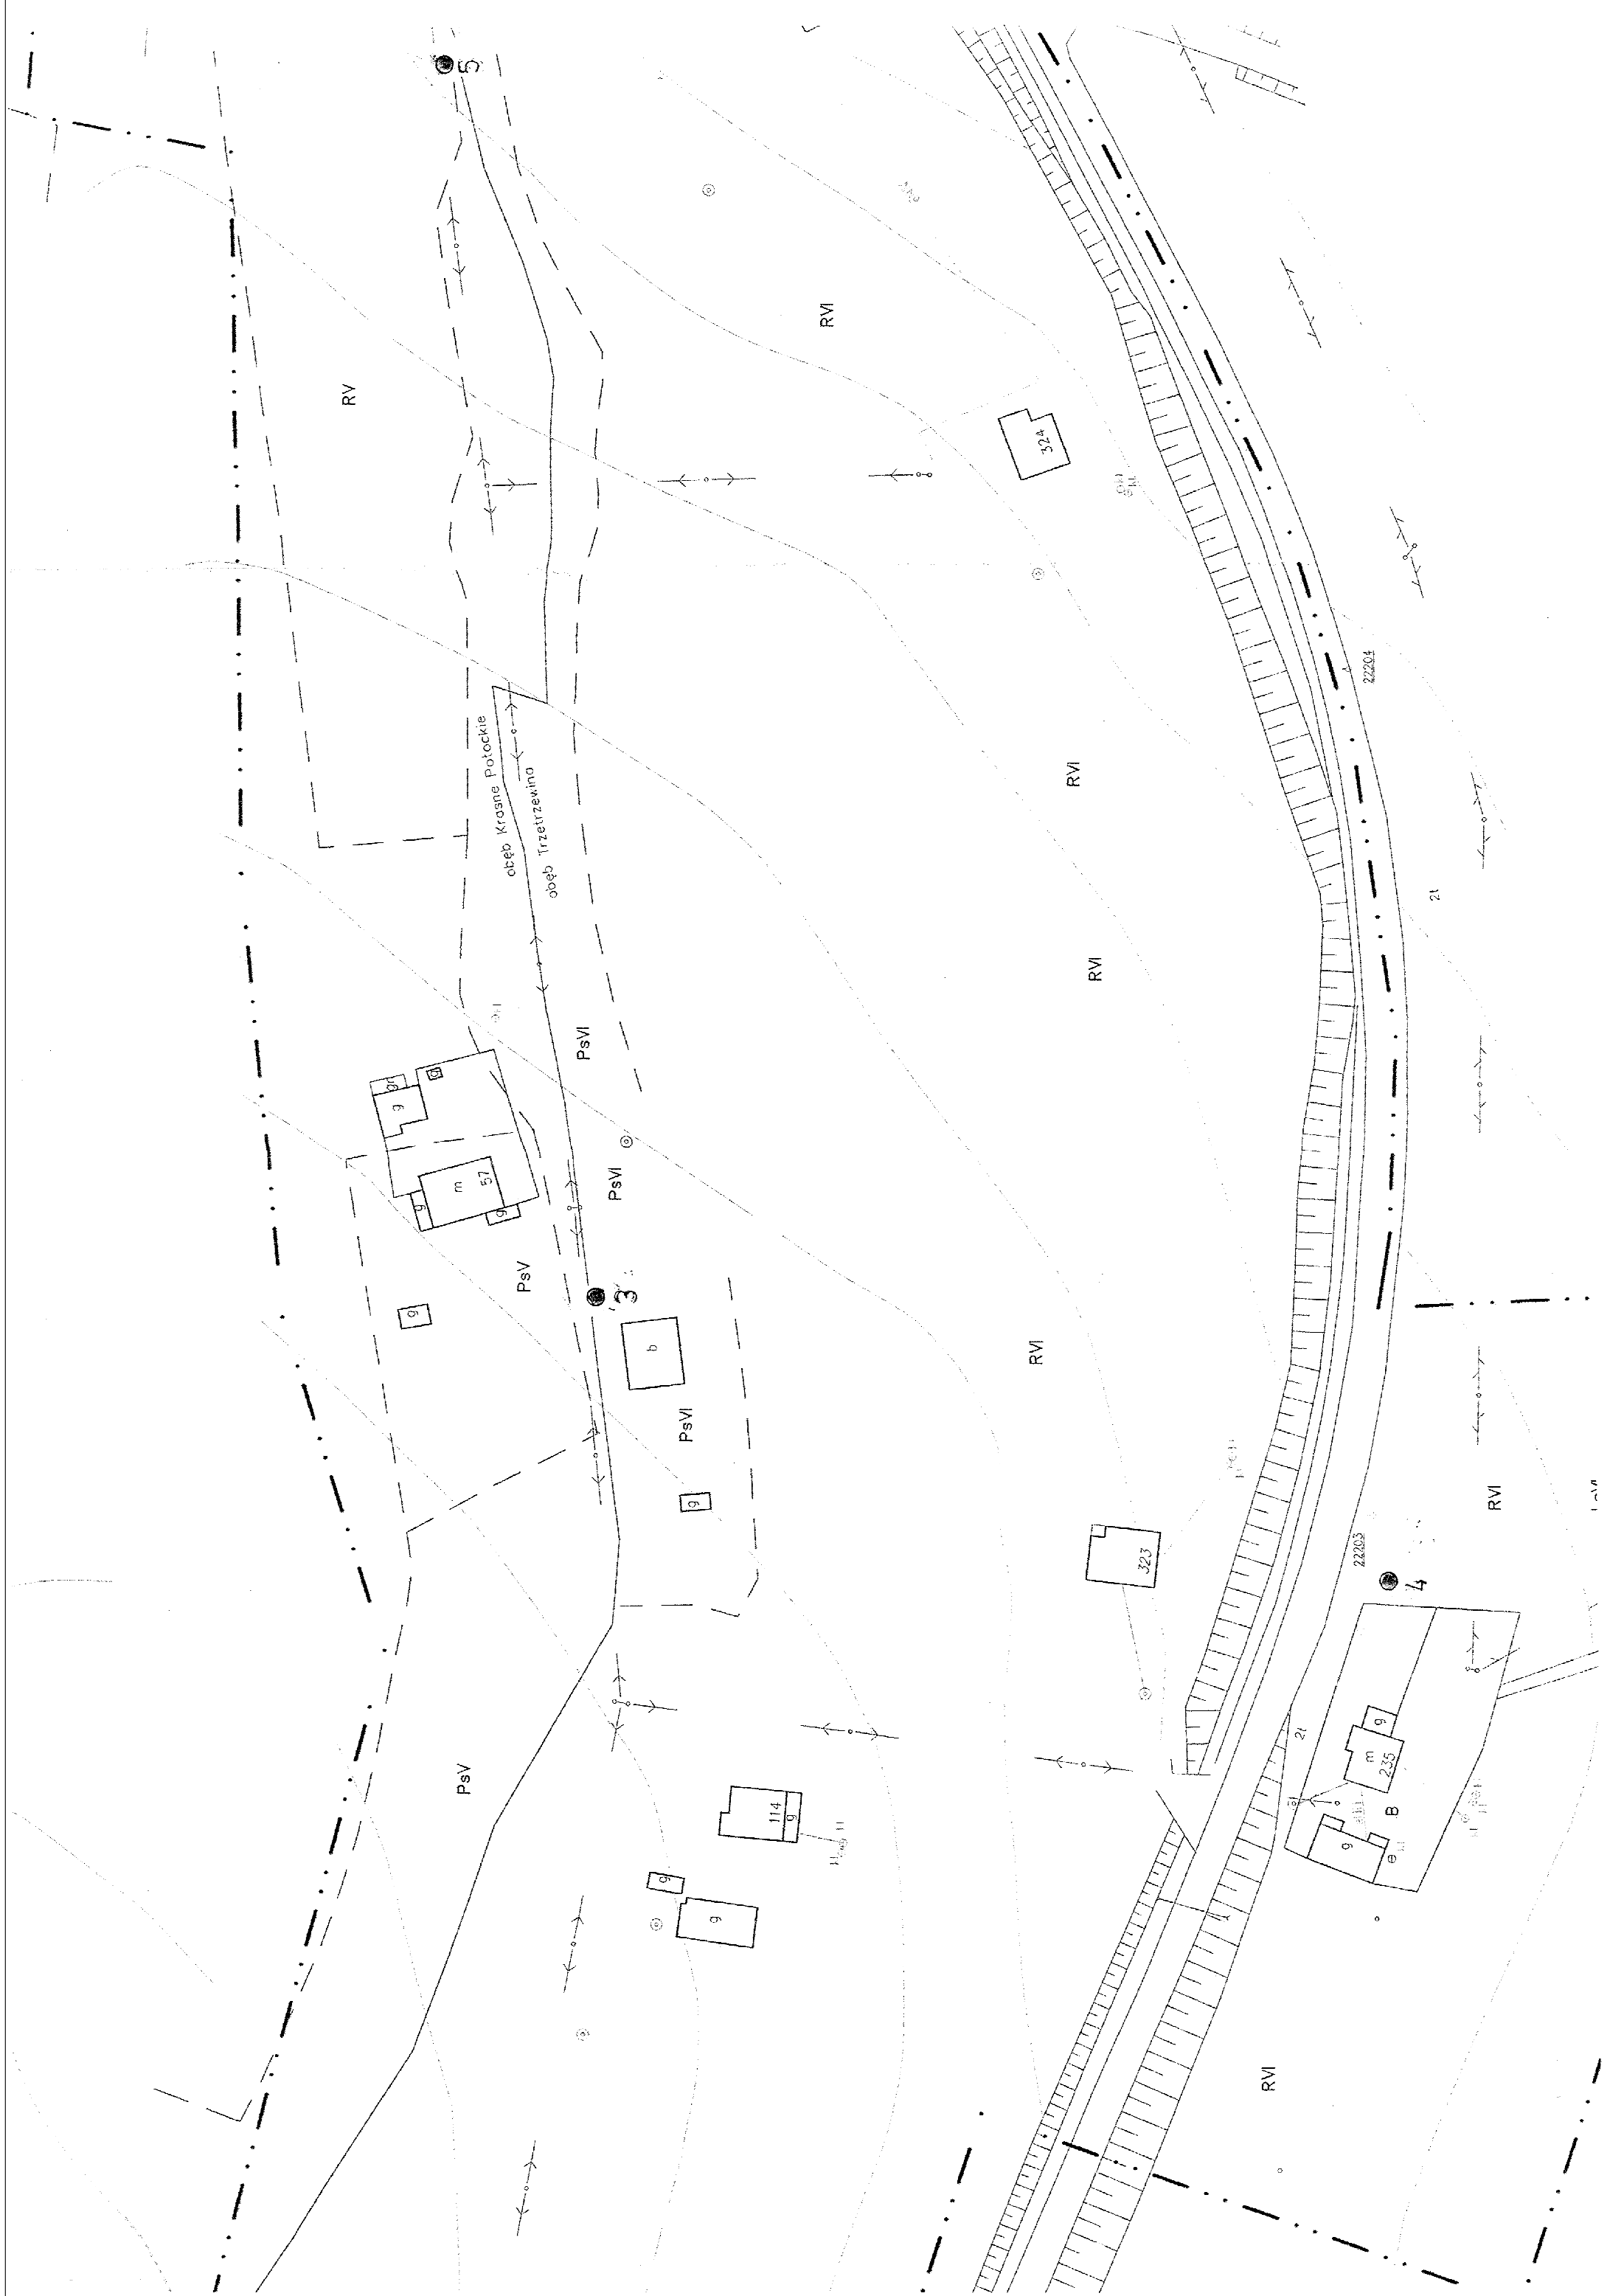 5
RV
RVI
324
22204
obęb Krasne Potockie
obęb Trzetrzewina
RVI
2t
RVI
PsVI
g
m
57
g
g
PsVI
PsV
g
3
b
RVI
PsVI
g
RVI
323
22203
4
PsV
114
g
2t
m
235
g
B
g
e
g
g
RVI